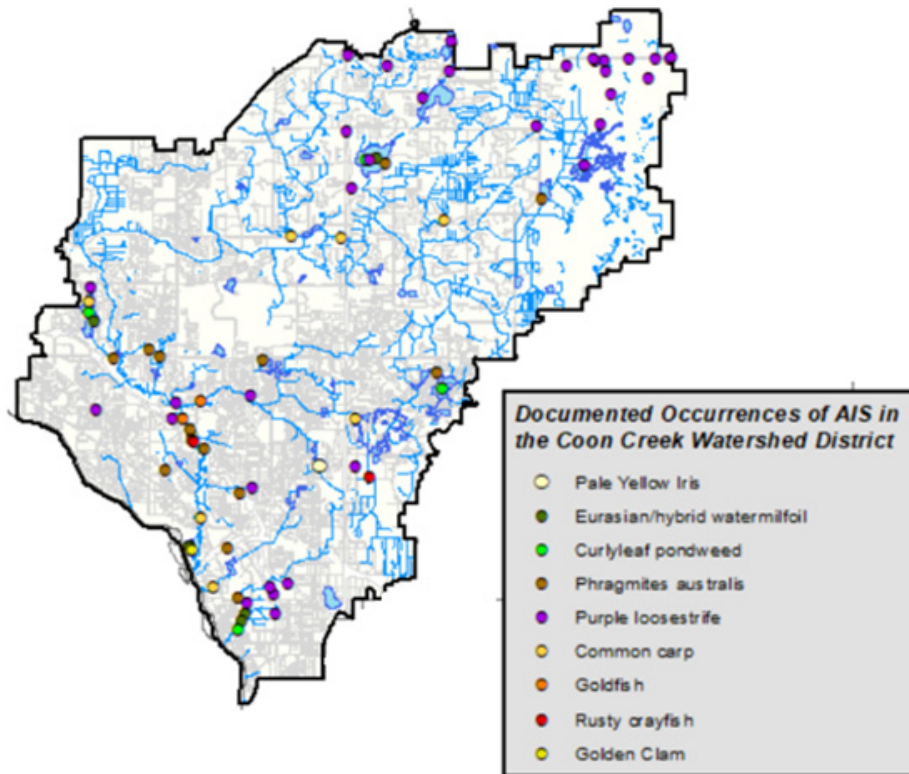 Documented Occurrences of AIS in
the Coon Creek Watershed District
Pale Yellow Iris
Eurasian/hybrid watermilfoil
Curlyleaf pondweed
Phragmites australis
Purple loosestrife
Common carp
Goldfish
Rusty crayfish
Golden Clam